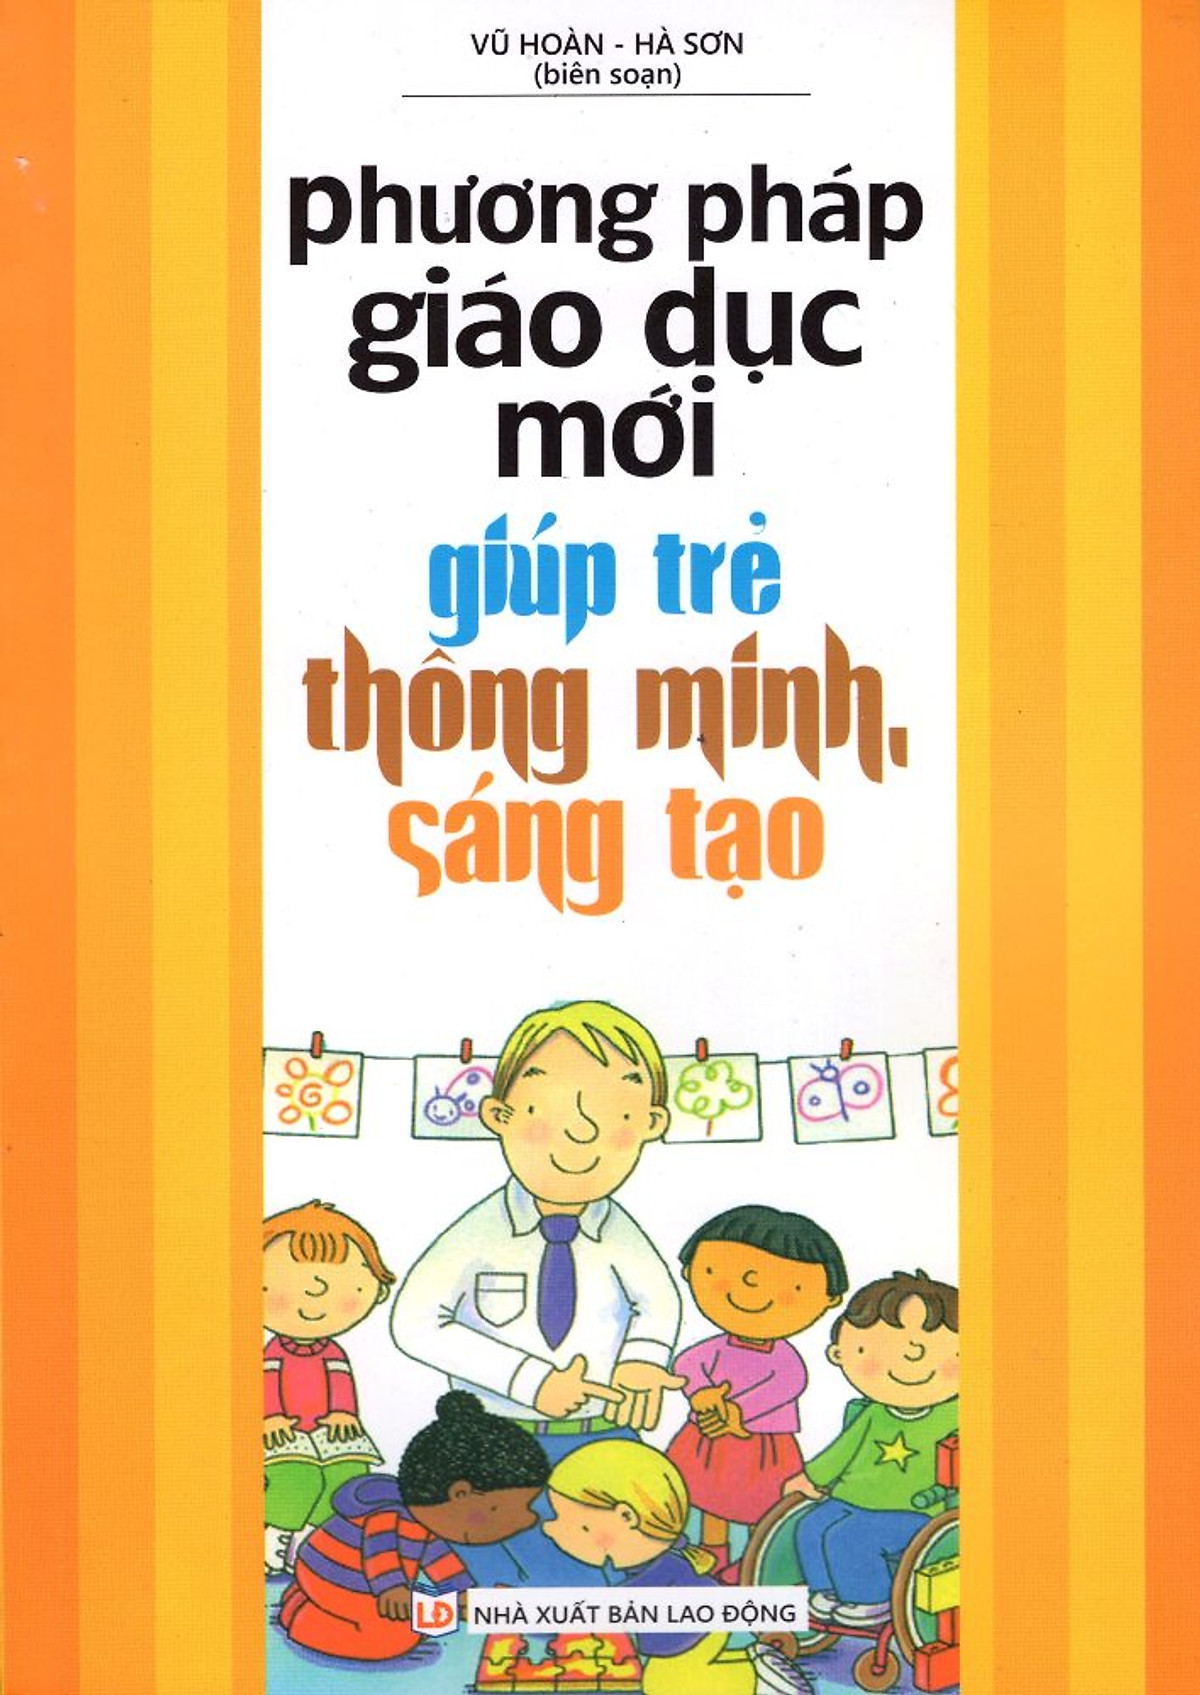 VŨ HOÀN - HÀ SƠN
(biên soạn)
phương pháp
giáo dục
mới
giúp trẻ
thông minh,
sáng tạo
LĐ NHÀ XUẤT BẢN LAO ĐỘNG